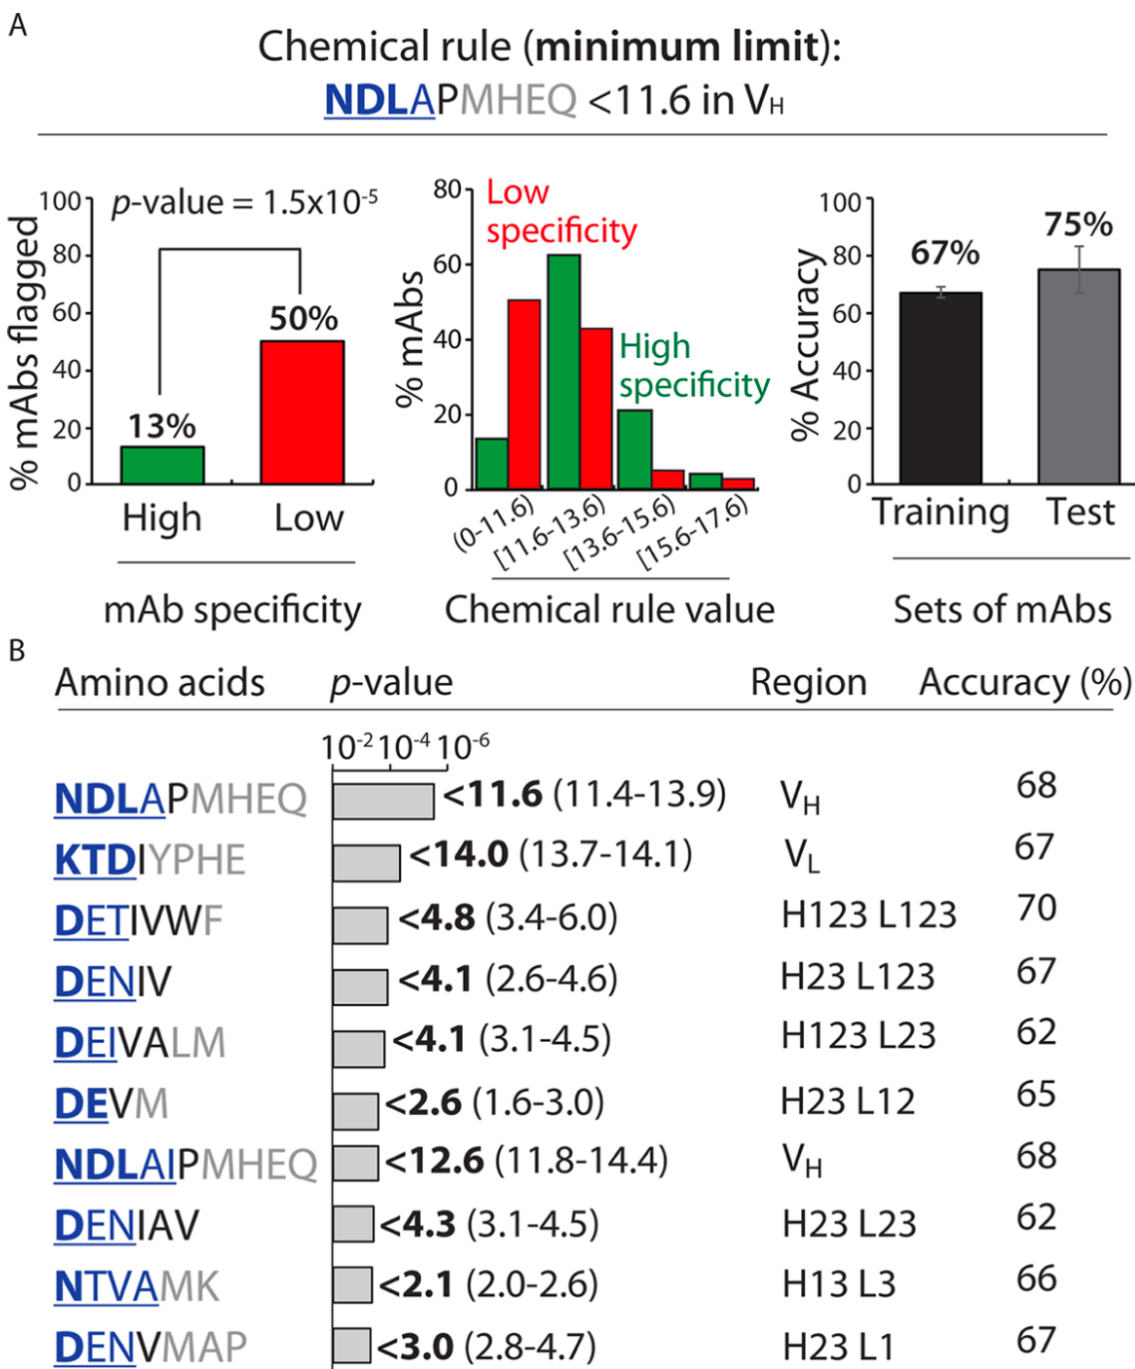 A
Chemical rule (minimum limit):
NDLAPMHEQ <11.6 in VH
% mAbs flagged
100
80
60
40
20
0
p-value = 1.5x10-5
13%
50%
High
Low
mAb specificity
% mAbs
80
60
40
20
0
Low
specificity
High
specificity
(0-11.6)
[11.6-13.6)
[13.6-15.6)
[15.6-17.6)
Chemical rule value
% Accuracy
100
80
60
40
20
0
67%
75%
Training
Test
Sets of mAbs
B
Amino acids p-value Region Accuracy (%)
10-2 10-4 10-6
NDLAPMHEQ <11.6 (11.4-13.9) VH 68
KTDIYPHE <14.0 (13.7-14.1) VL 67
DETIVWF <4.8 (3.4-6.0) H123 L123 70
DENIV <4.1 (2.6-4.6) H23 L123 67
DEIVALM <4.1 (3.1-4.5) H123 L23 62
DEVM <2.6 (1.6-3.0) H23 L12 65
NDLAIPMHEQ <12.6 (11.8-14.4) VH 68
DENIAV <4.3 (3.1-4.5) H23 L23 62
NTVAMK <2.1 (2.0-2.6) H13 L3 66
DENVMAP <3.0 (2.8-4.7) H23 L1 67